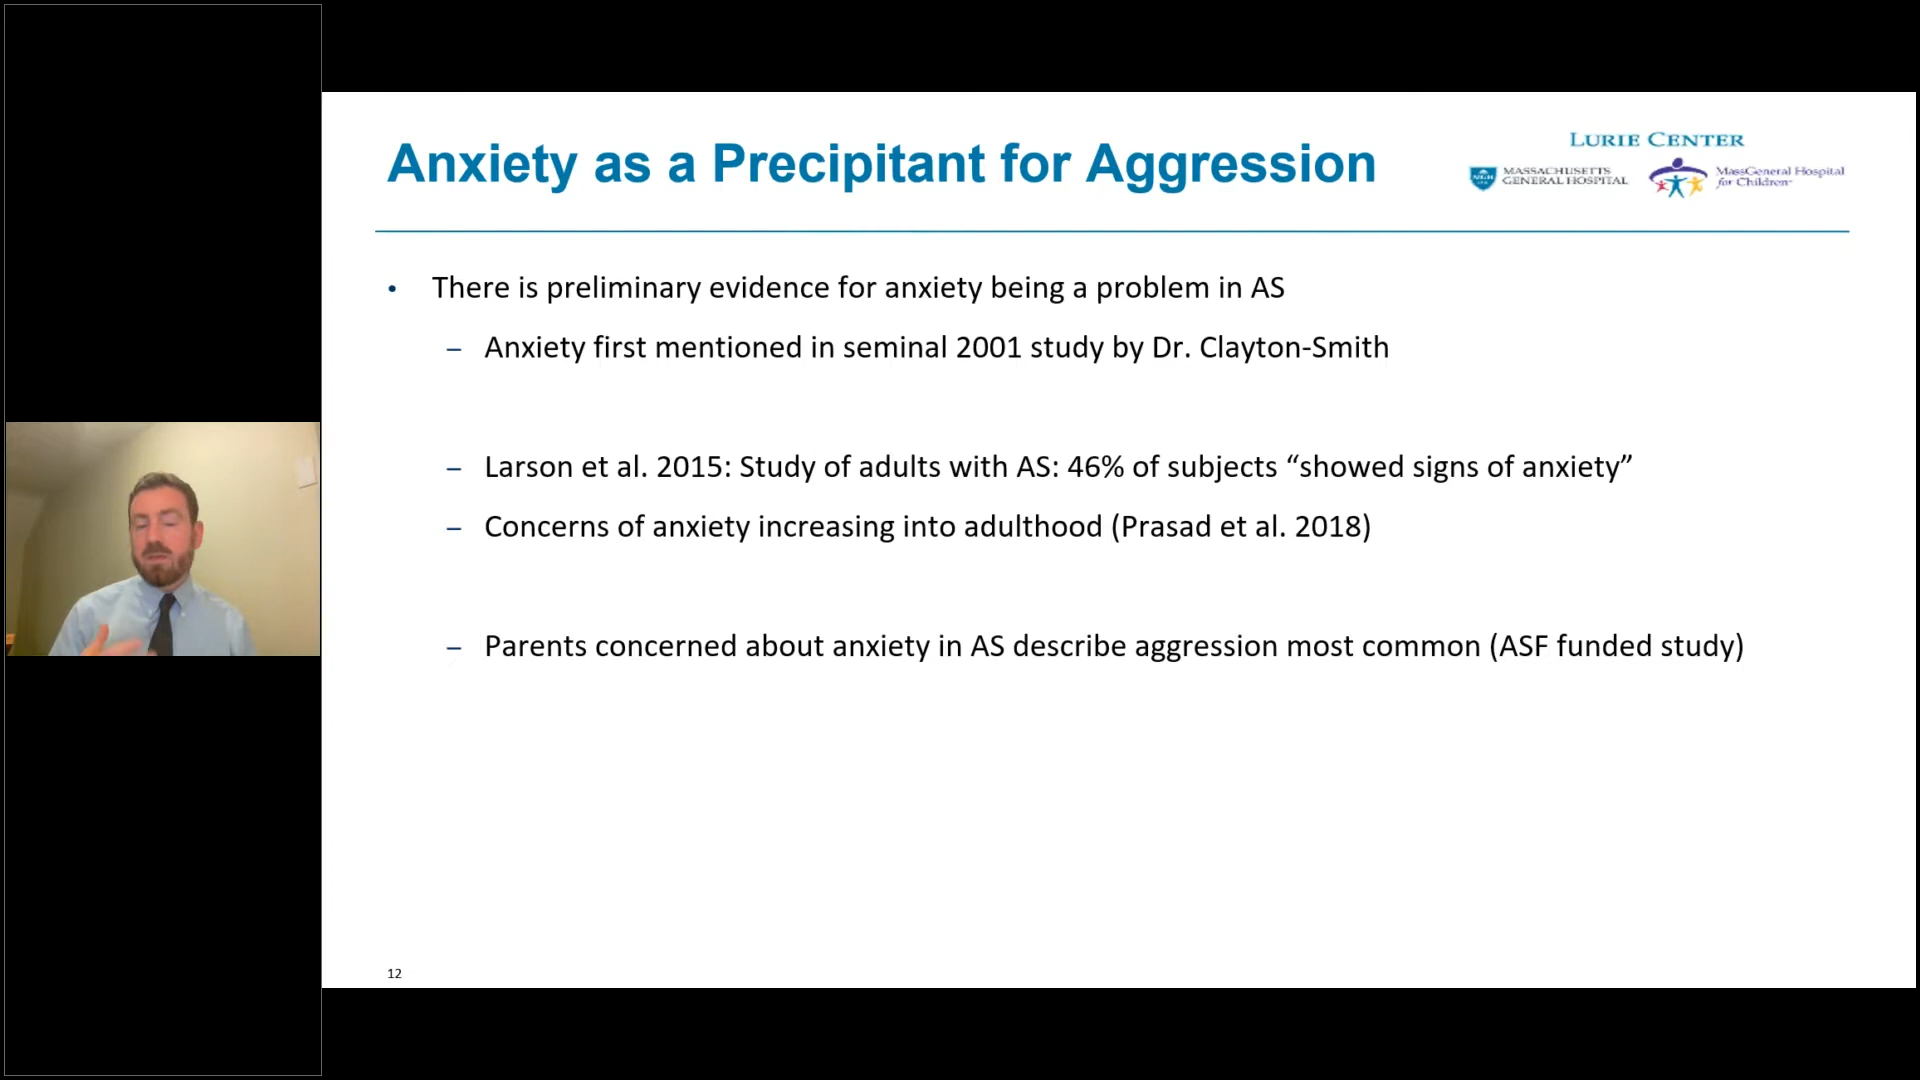 Anxiety as a Precipitant for Aggression
LURIE CENTER
MASSACHUSETTS
GENERAL HOSPITAL
MassGeneral Hospital
for Children
• There is preliminary evidence for anxiety being a problem in AS
– Anxiety first mentioned in seminal 2001 study by Dr. Clayton-Smith
– Larson et al. 2015: Study of adults with AS: 46% of subjects “showed signs of anxiety”
– Concerns of anxiety increasing into adulthood (Prasad et al. 2018)
– Parents concerned about anxiety in AS describe aggression most common (ASF funded study)
12